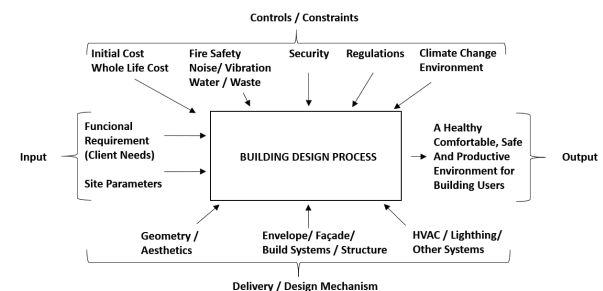 Controls / Constraints
Initial Cost
Whole Life Cost
Fire Safety
Noise/ Vibration
Water / Waste
Security
Regulations
Climate Change
Environment
Input
Funcional
Requirement
(Client Needs)
Site Parameters
BUILDING DESIGN PROCESS
A Healthy
Comfortable, Safe
And Productive
Environment for
Building Users
Output
Geometry /
Aesthetics
Envelope/ Façade/
Build Systems / Structure
HVAC / Lighthing/
Other Systems
Delivery / Design Mechanism